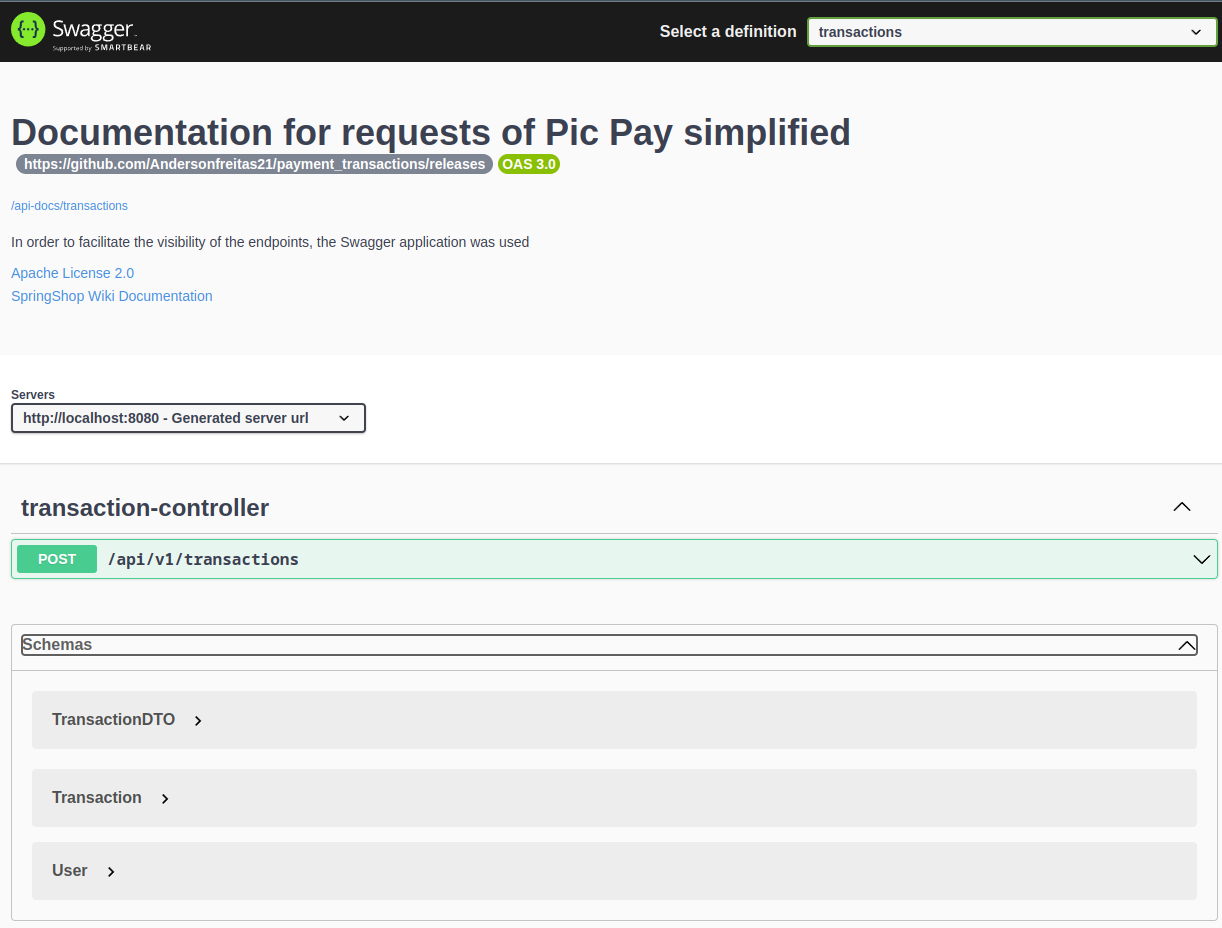 {···} Swagger.
Supported by SMARTBEAR
Select a definition
transactions
Documentation for requests of Pic Pay simplified
https://github.com/Andersonfreitas21/payment_transactions/releases OAS 3.0
/api-docs/transactions
In order to facilitate the visibility of the endpoints, the Swagger application was used
Apache License 2.0
SpringShop Wiki Documentation
Servers
http://localhost:8080 - Generated server url
transaction-controller
POST /api/v1/transactions
Schemas
TransactionDTO
Transaction
User